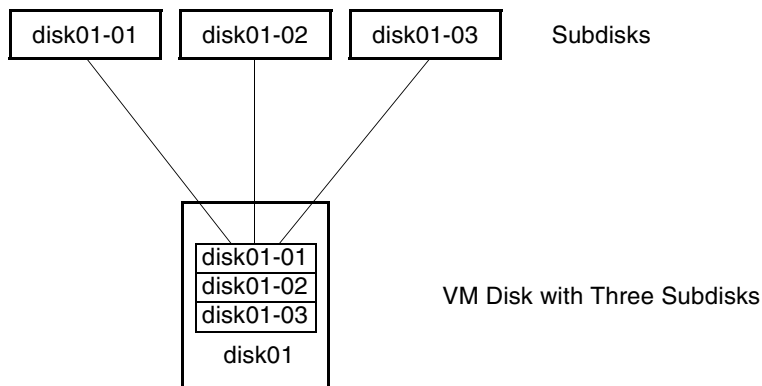 disk01-01 disk01-02 disk01-03 Subdisks
disk01-01
disk01-02
disk01-03
VM Disk with Three Subdisks
disk01